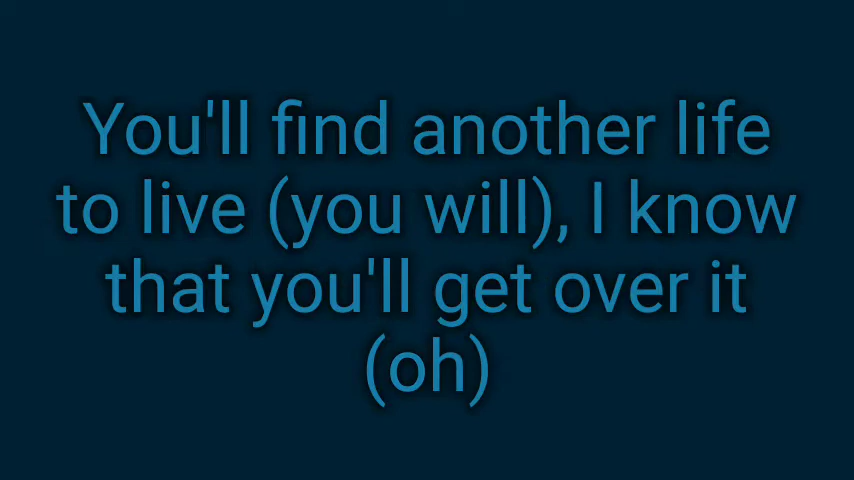 You'll find another life
to live (you will), I know
that you'll get over it
(oh)